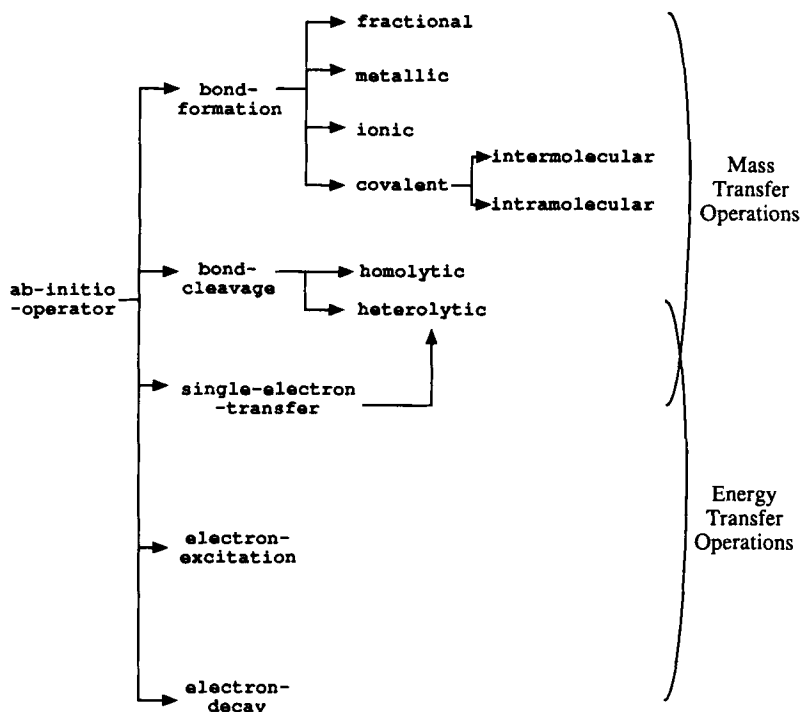 fractional
bond-
formation
metallic
ionic
covalent
intermolecular
intramolecular
Mass
Transfer
Operations
ab-initio
-operator
bond-
cleavage
homolytic
heterolytic
single-electron
-transfer
Energy
Transfer
Operations
electron-
excitation
electron-
decay